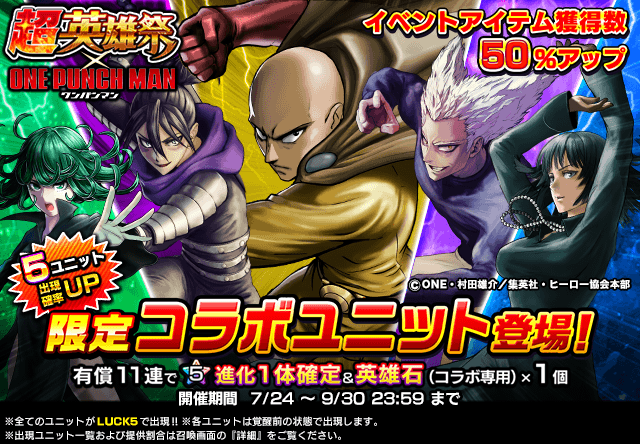 超英雄祭
×
ONE PUNCH MAN
ワンパンマン
イベントアイテム獲得数
50%アップ
5ユニット
出現確率UP
©ONE・村田雄介／集英社・ヒーロー協会本部
限定コラボユニット登場!
有償11連で5進化1体確定&英雄石(コラボ専用)×1個
開催期間 7/24 ～ 9/30 23:59 まで
※全てのユニットがLUCK5で出現!! ※各ユニットは覚醒前の状態で出現します。
※出現ユニット一覧および提供割合は召喚画面の『詳細』をご覧ください。